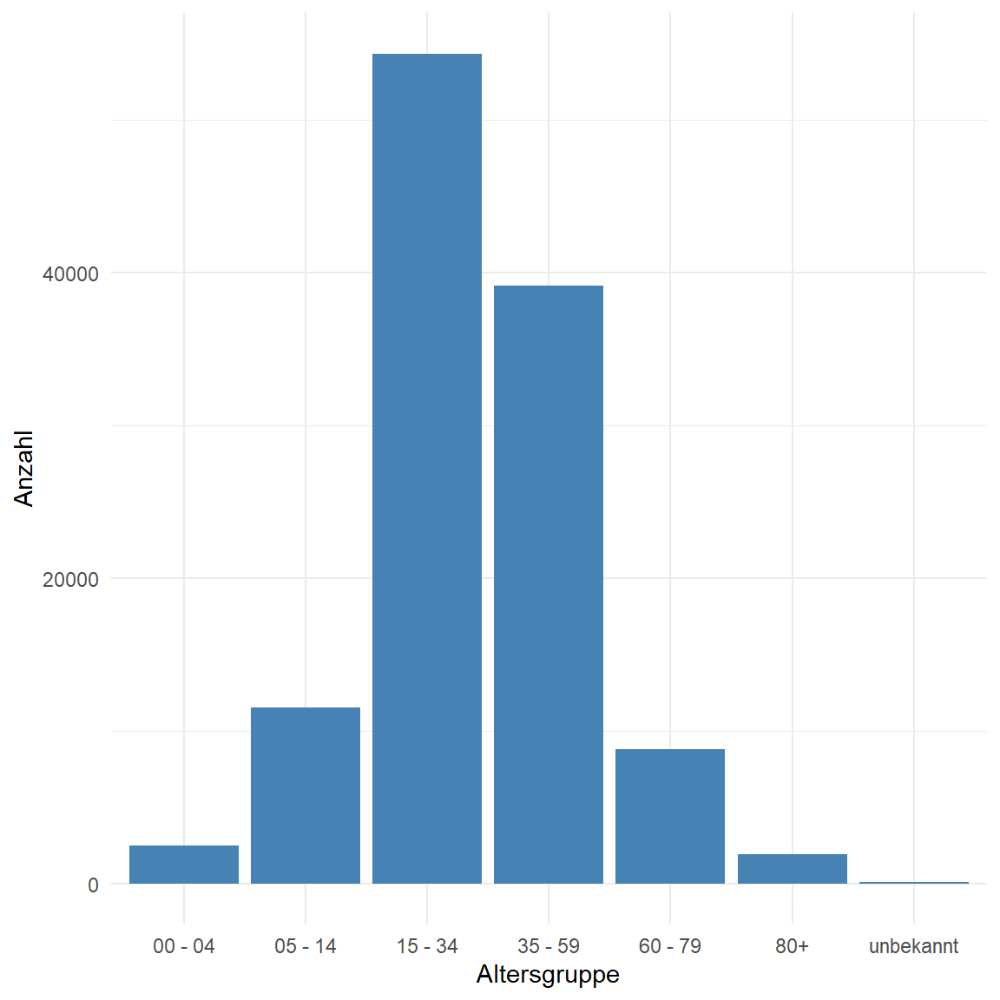 40000
20000
0
Anzahl
00 - 04 05 - 14 15 - 34 35 - 59 60 - 79 80+ unbekannt
Altersgruppe